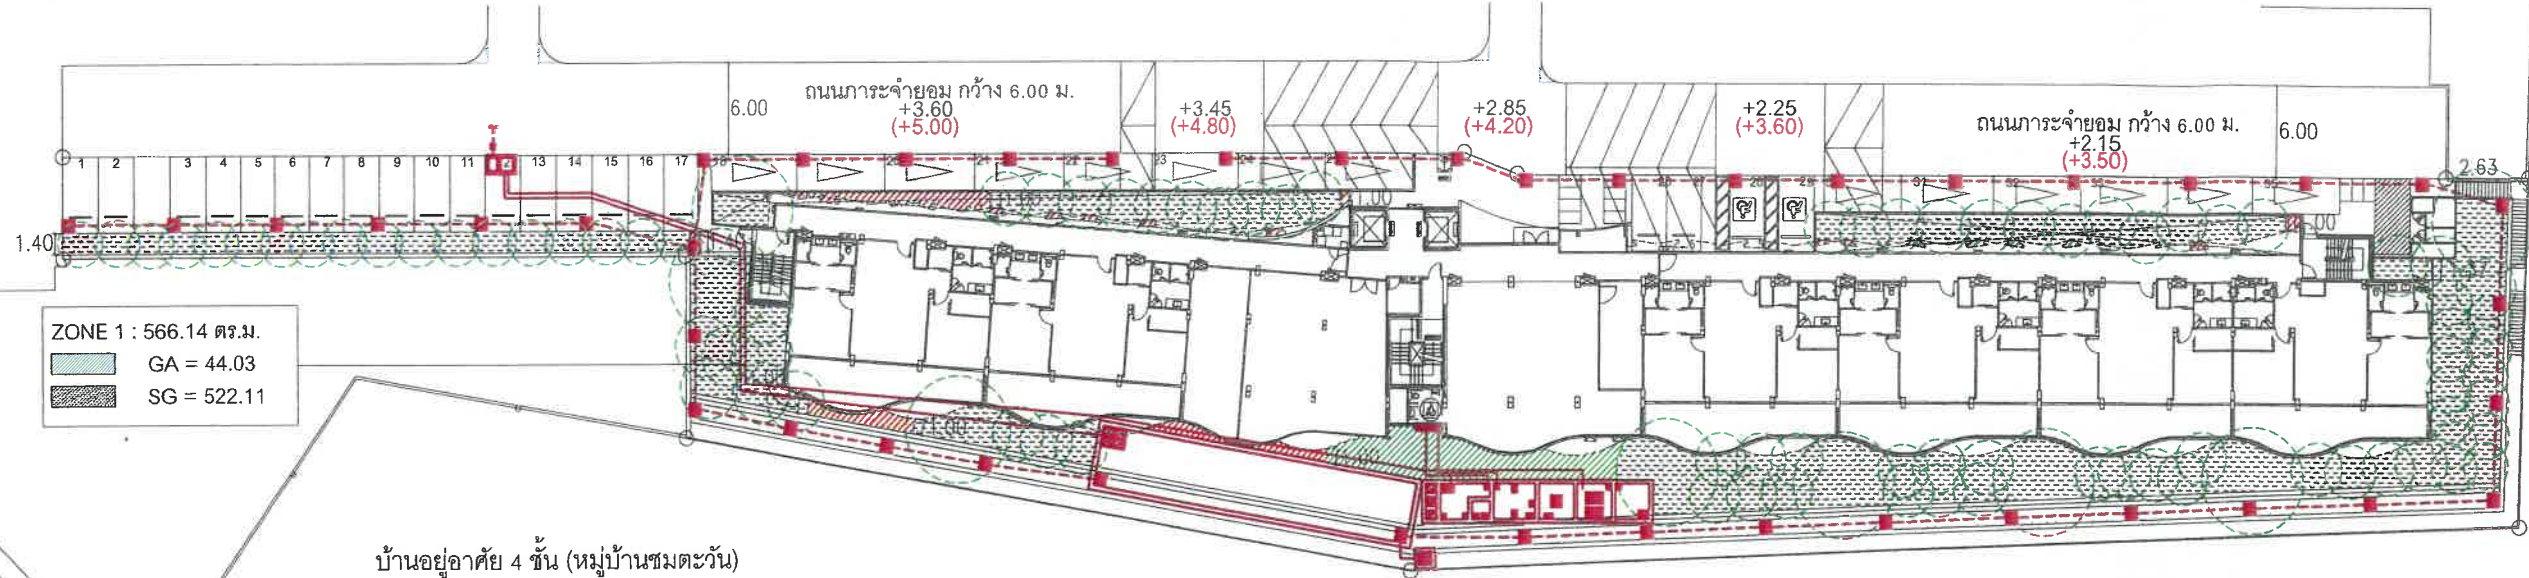 ถนนภาระจำยอม กว้าง 6.00 ม.
6.00
+3.60
(+5.00)
+3.45
(+4.80)
+2.85
(+4.20)
+2.25
(+3.60)
ถนนภาระจำยอม กว้าง 6.00 ม.
6.00
+2.15
(+3.50)
2.63
1 2 3 4 5 6 7 8 9 10 11 13 14 15 16 17
1.40
ZONE 1 : 566.14 ตร.ม.
GA = 44.03
SG = 522.11
บ้านอยู่อาศัย 4 ชั้น (หมู่บ้านชมตะวัน)